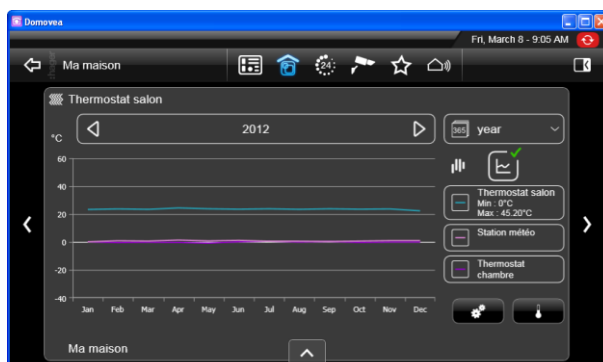 Domovea
Fri, March 8 - 9:05 AM
Ma maison
24
Thermostat salon
°C
2012
365 year
60
40
20
0
-20
-40
Jan Feb Mar Apr May Jun Jul Aug Sep Oct Nov Dec
Thermostat salon
Min : 0°C
Max : 45.20°C
Station météo
Thermostat
chambre
Ma maison